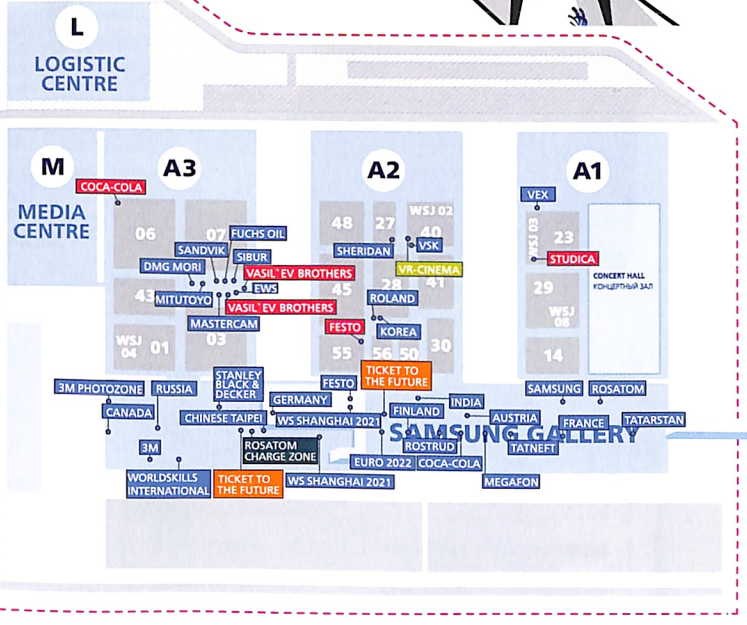 L
LOGISTIC
CENTRE
M
MEDIA
CENTRE
A3
A2
A1
COCA-COLA
06
07
FUCHS OIL
SANDVIK
SIBUR
DMG MORI
VASIL`EV BROTHERS
EWS
43
MITUTOYO
VASIL`EV BROTHERS
MASTERCAM
WSJ
04
01
03
48
27
WSJ 02
40
SHERIDAN
VSK
VR-CINEMA
45
28
41
ROLAND
FESTO
KOREA
55
56
50
30
VEX
WSJ 03
23
STUDICA
29
WSJ
08
14
CONCERT HALL
КОНЦЕРТНЫЙ ЗАЛ
3M PHOTOZONE
RUSSIA
STANLEY
BLACK &
DECKER
FESTO
TICKET TO
THE FUTURE
SAMSUNG
ROSATOM
CANADA
CHINESE TAIPEI
GERMANY
WS SHANGHAI 2021
FINLAND
INDIA
AUSTRIA
FRANCE
TATARSTAN
SAMSUNG GALLERY
3M
ROSATOM
CHARGE ZONE
ROSTRUD
TATNEFT
EURO 2022
COCA-COLA
WORLDSKILLS
INTERNATIONAL
TICKET TO
THE FUTURE
WS SHANGHAI 2021
MEGAFON